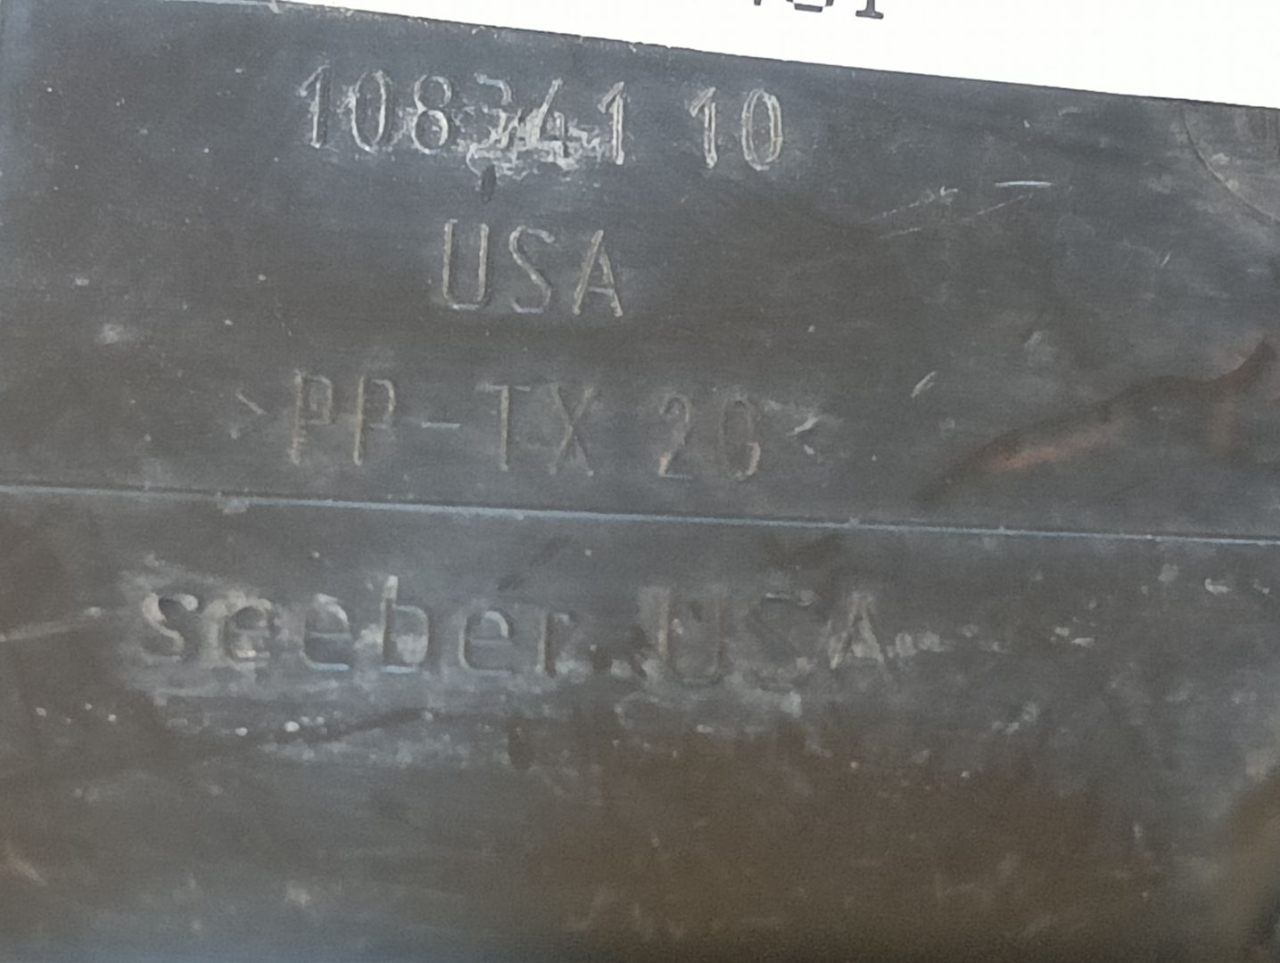 108341 10
USA
>PP-TX 20<
seeber USA